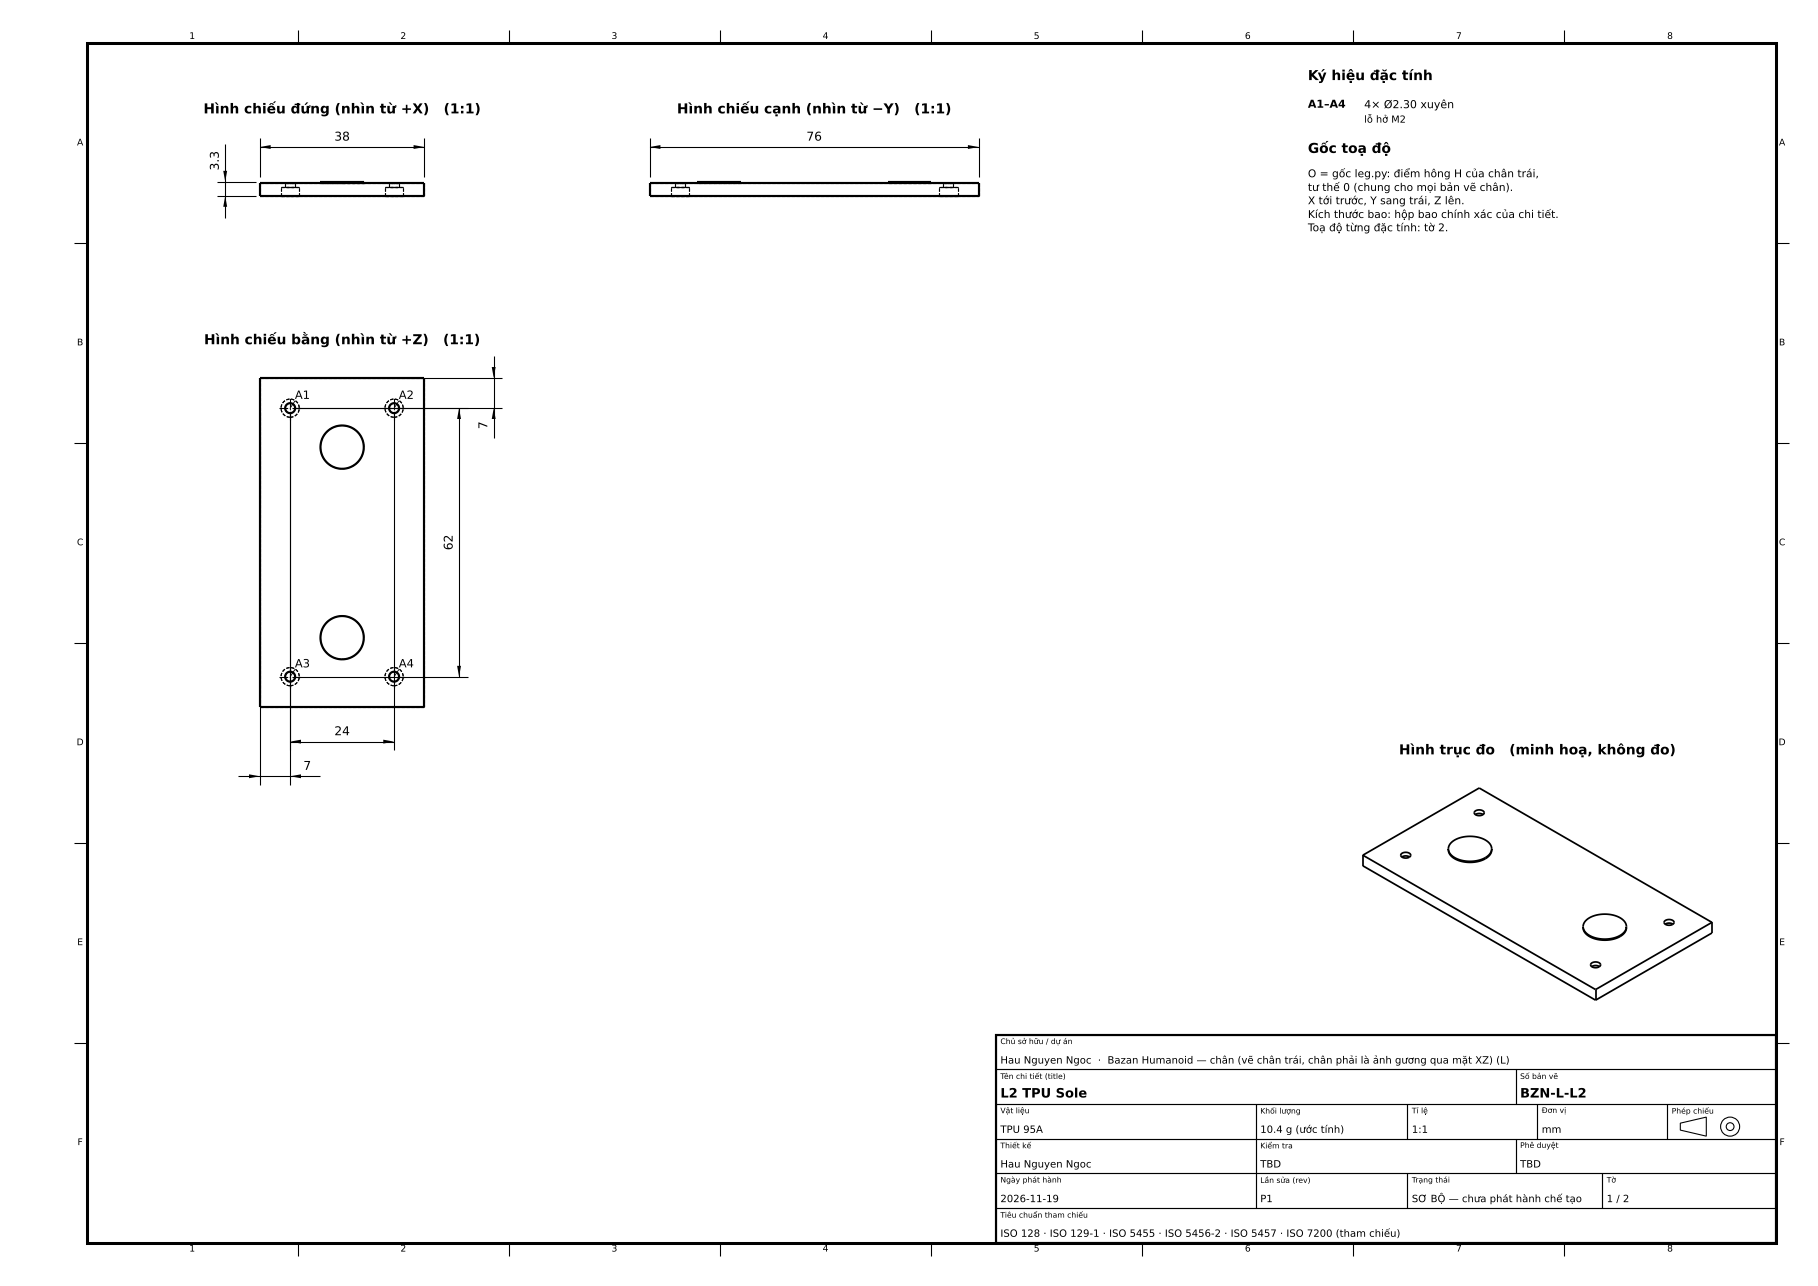 1 2 3 4 5 6 7 8
Hình chiếu đứng (nhìn từ +X) (1:1)
38
3.3
Hình chiếu cạnh (nhìn từ −Y) (1:1)
76
Ký hiệu đặc tính
A1–A4 4× Ø2.30 xuyên
lỗ hở M2
Gốc toạ độ
O = gốc leg.py: điểm hông H của chân trái,
tư thế 0 (chung cho mọi bản vẽ chân).
X tới trước, Y sang trái, Z lên.
Kích thước bao: hộp bao chính xác của chi tiết.
Toạ độ từng đặc tính: tờ 2.
A A
B B
C C
D D
E E
F F
Hình chiếu bằng (nhìn từ +Z) (1:1)
A1 A2
7
62
A3 A4
24
7
Hình trục đo (minh hoạ, không đo)
Chủ sở hữu / dự án
Hau Nguyen Ngoc · Bazan Humanoid — chân (vẽ chân trái, chân phải là ảnh gương qua mặt XZ) (L)
Tên chi tiết (title) Số bản vẽ
L2 TPU Sole BZN-L-L2
Vật liệu Khối lượng Tỉ lệ Đơn vị Phép chiếu
TPU 95A 10.4 g (ước tính) 1:1 mm
Thiết kế Kiểm tra Phê duyệt
Hau Nguyen Ngoc TBD TBD
Ngày phát hành Lần sửa (rev) Trạng thái Tờ
2026-11-19 P1 SƠ BỘ — chưa phát hành chế tạo 1 / 2
Tiêu chuẩn tham chiếu
ISO 128 · ISO 129-1 · ISO 5455 · ISO 5456-2 · ISO 5457 · ISO 7200 (tham chiếu)
1 2 3 4 5 6 7 8